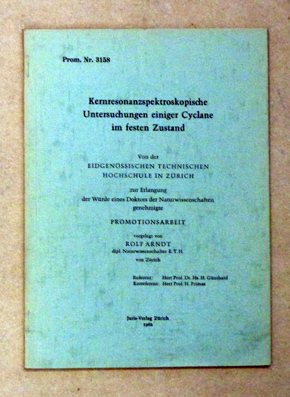 Prom. Nr. 3158
Kernresonanzspektroskopische
Untersuchungen einiger Cyclane
im festen Zustand
Von der
EIDGENÖSSISCHEN TECHNISCHEN
HOCHSCHULE IN ZÜRICH
zur Erlangung
der Würde eines Doktors der Naturwissenschaften
genehmigte
PROMOTIONSARBEIT
vorgelegt von
ROLF ARNDT
dipl. Naturwissenschafter E.T.H.
von Zürich
Referent: Herr Prof. Dr. Hs. H. Günthard
Korreferent: Herr Prof. H. Primas
Juris-Verlag Zürich
1962